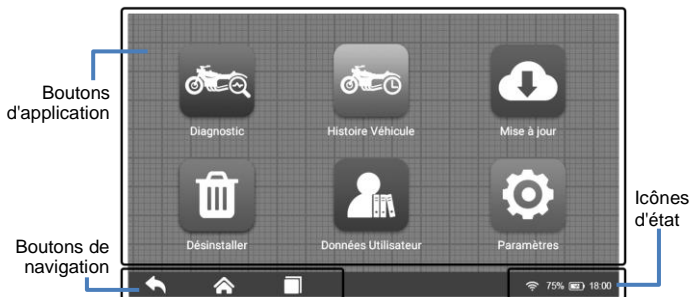 Boutons
d'application
Diagnostic
Histoire Véhicule
Mise à jour
Désinstaller
Données Utilisateur
Paramètres
Icônes
d'état
Boutons de
navigation
75% 18:00